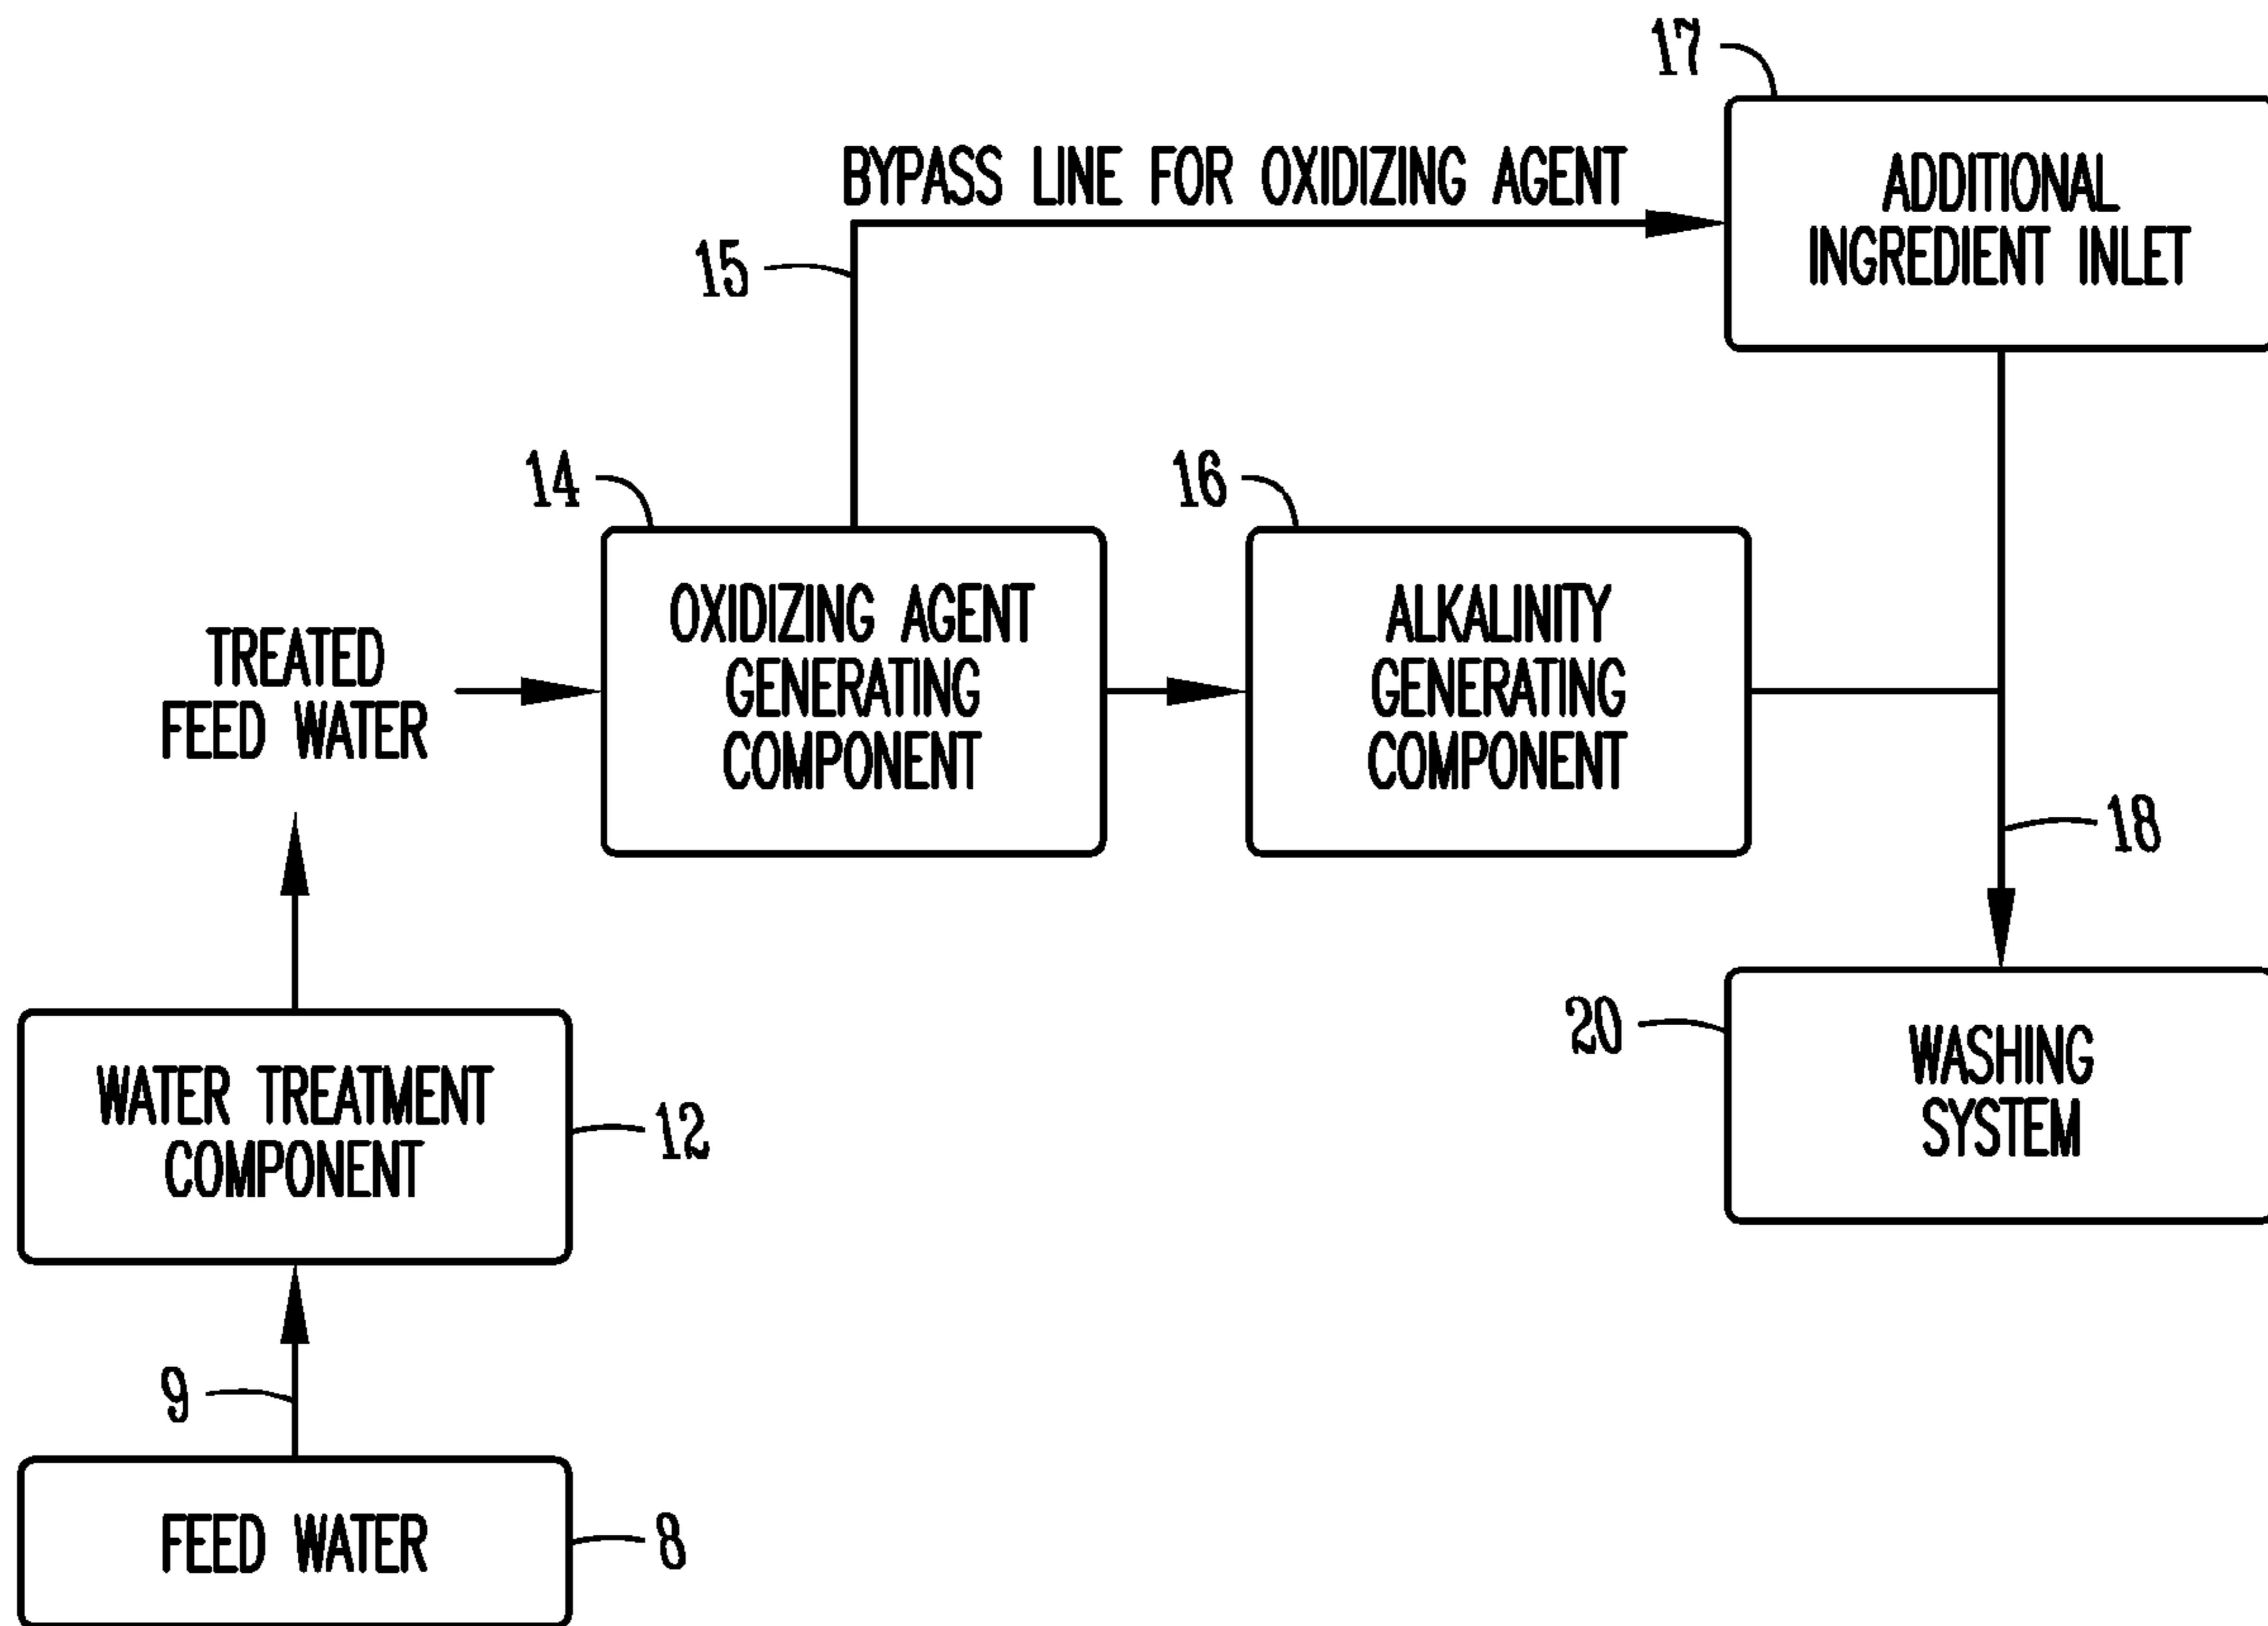 17
BYPASS LINE FOR OXIDIZING AGENT
ADDITIONAL
INGREDIENT INLET
15
14
16
OXIDIZING AGENT
GENERATING
COMPONENT
ALKALINITY
GENERATING
COMPONENT
TREATED
FEED WATER
18
20
WASHING
SYSTEM
WATER TREATMENT
COMPONENT
12
9
FEED WATER
8